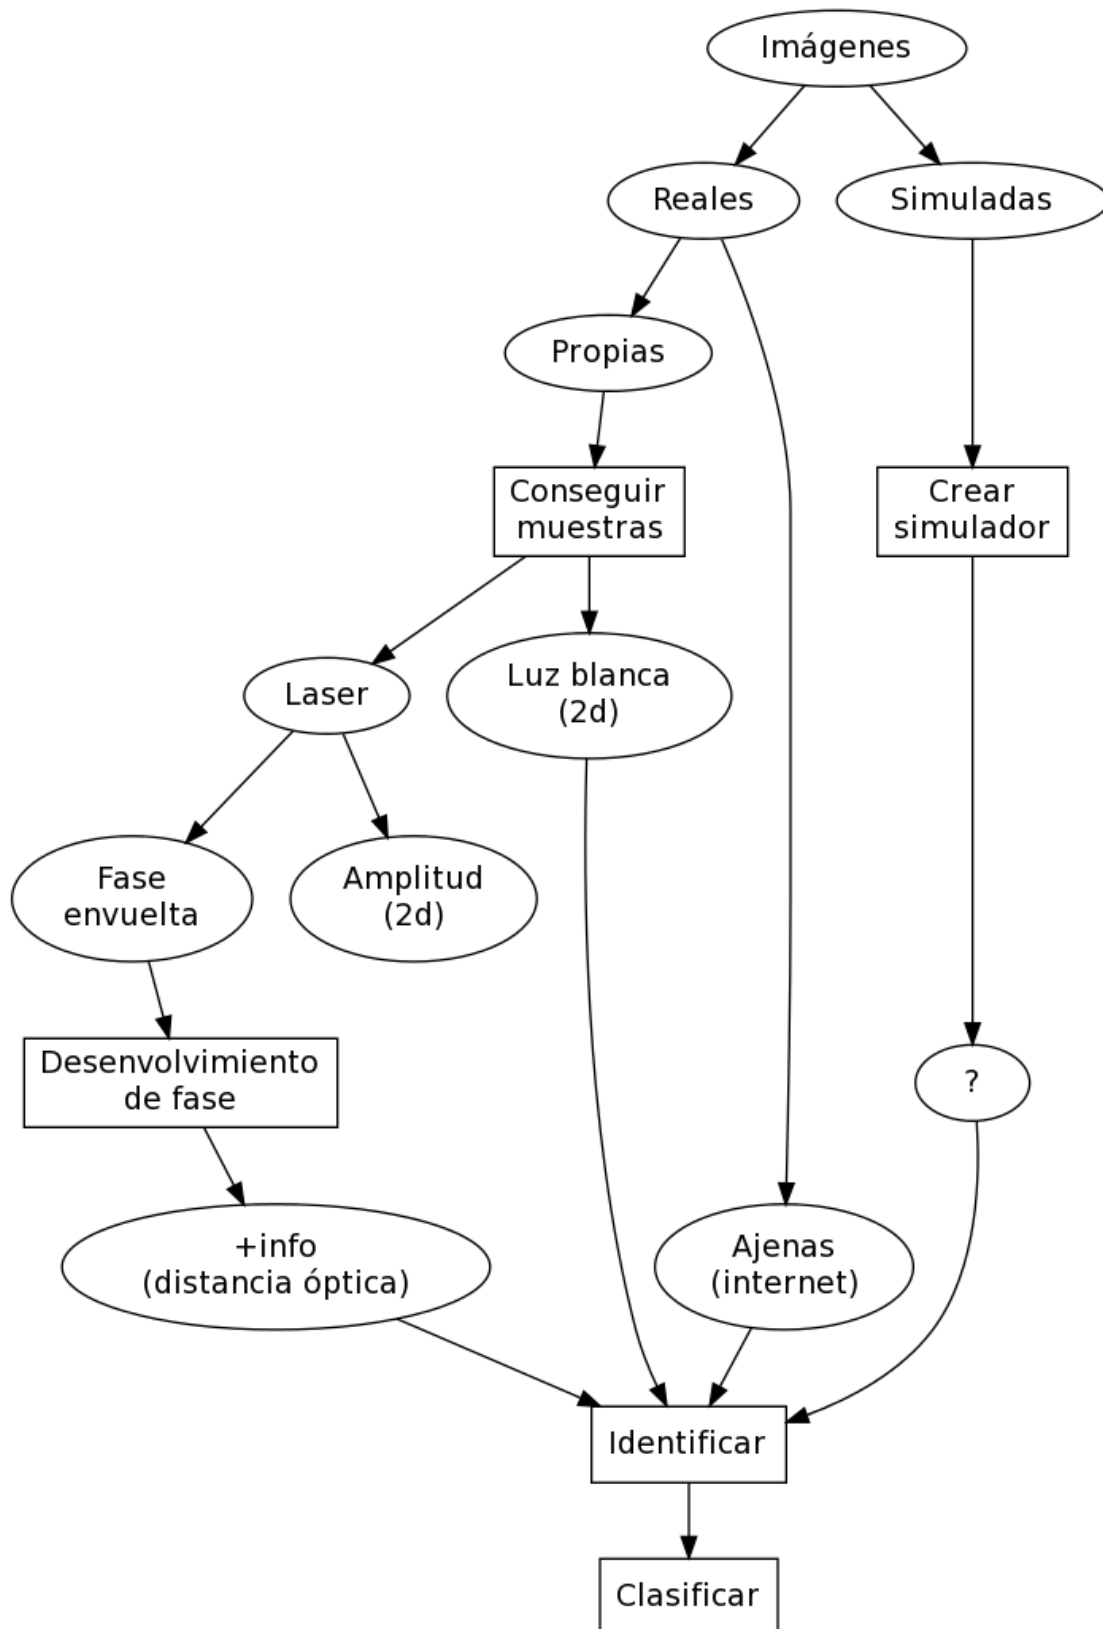 Imágenes
Reales
Simuladas
Propias
Conseguir
muestras
Crear
simulador
Laser
Luz blanca
(2d)
Fase
envuelta
Amplitud
(2d)
Desenvolvimiento
de fase
?
+info
(distancia óptica)
Ajenas
(internet)
Identificar
Clasificar